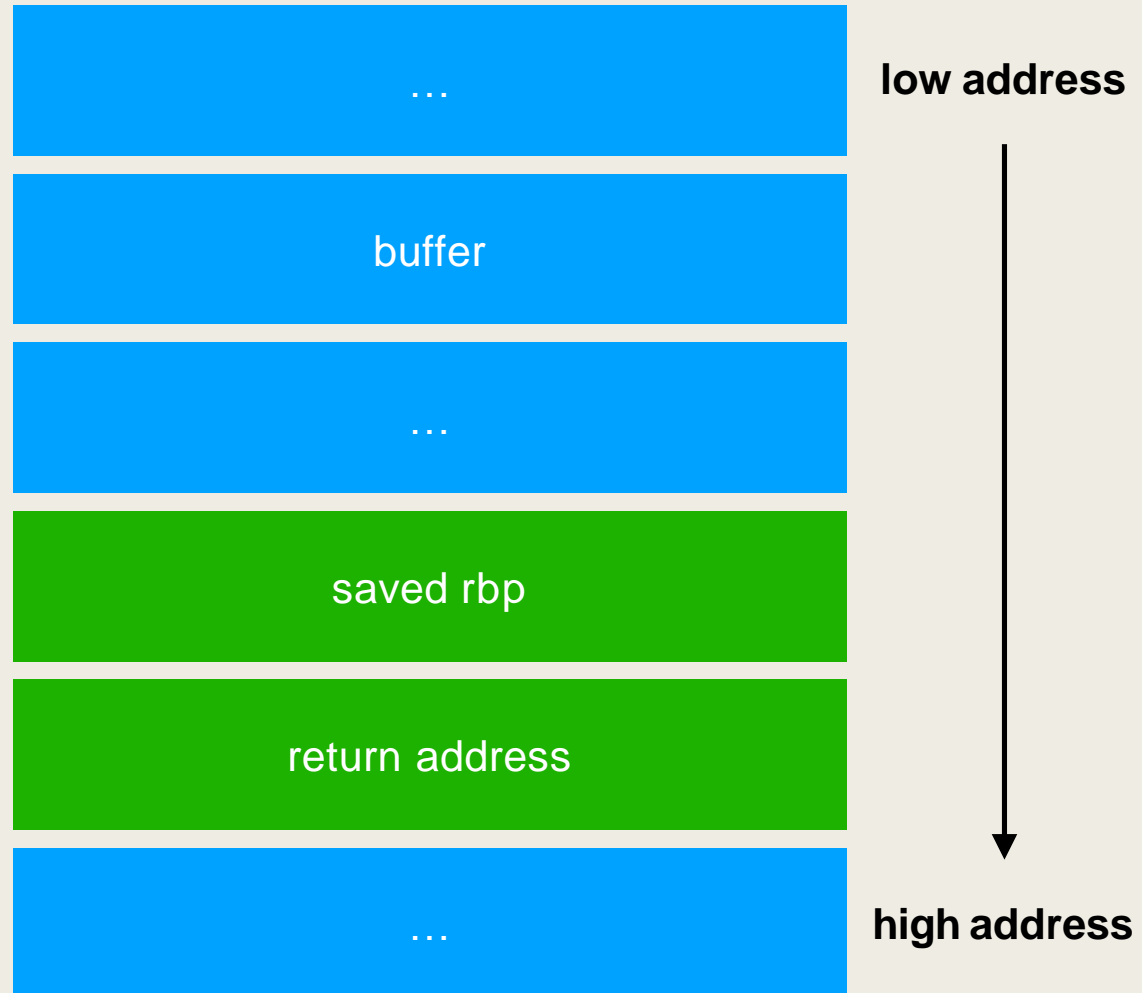 …
low address
buffer
…
saved rbp
return address
…
high address